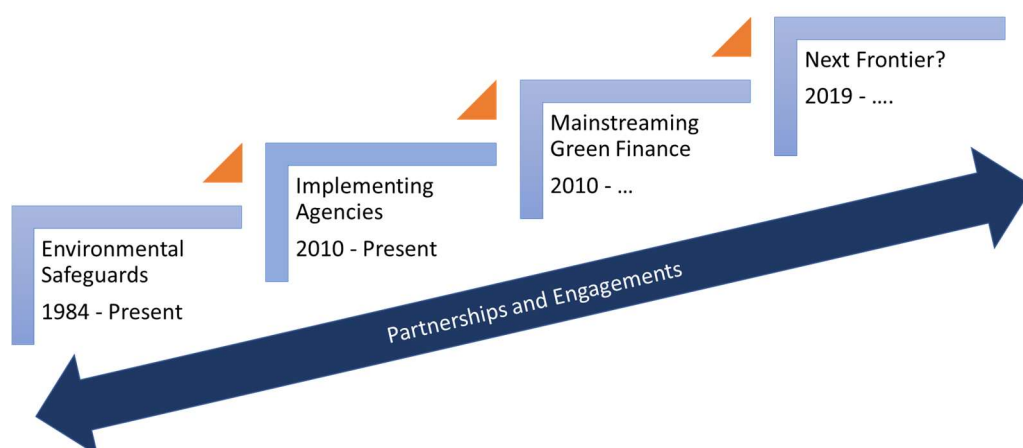 Environmental
Safeguards
1984 - Present
Implementing
Agencies
2010 - Present
Mainstreaming
Green Finance
2010 - ...
Next Frontier?
2019 - ....
Partnerships and Engagements